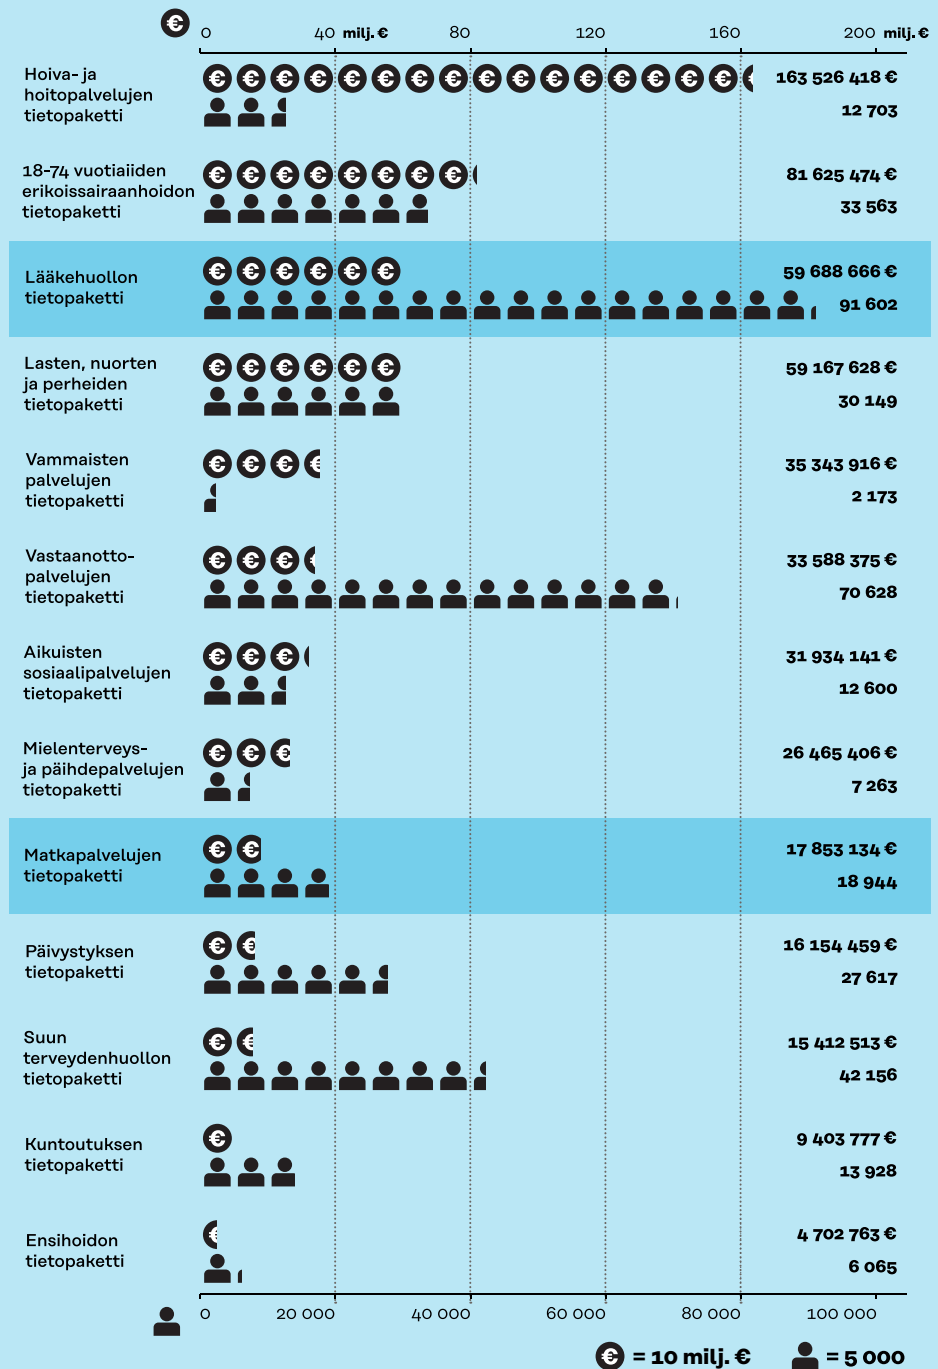 €
0 40 milj. € 80 120 160 200 milj. €
Hoiva- ja
hoitopalvelujen
tietopaketti
163 526 418 €
12 703
18-74 vuotiaiden
erikoissairaanhoidon
tietopaketti
81 625 474 €
33 563
Lääkehuollon
tietopaketti
59 688 666 €
91 602
Lasten, nuorten
ja perheiden
tietopaketti
59 167 628 €
30 149
Vammaisten
palvelujen
tietopaketti
35 343 916 €
2 173
Vastaanotto-
palvelujen
tietopaketti
33 588 375 €
70 628
Aikuisten
sosiaalipalvelujen
tietopaketti
31 934 141 €
12 600
Mielenterveys-
ja päihdepalvelujen
tietopaketti
26 465 406 €
7 263
Matkapalvelujen
tietopaketti
17 853 134 €
18 944
Päivystyksen
tietopaketti
16 154 459 €
27 617
Suun
terveydenhuollon
tietopaketti
15 412 513 €
42 156
Kuntoutuksen
tietopaketti
9 403 777 €
13 928
Ensihoidon
tietopaketti
4 702 763 €
6 065
0 20 000 40 000 60 000 80 000 100 000
€ = 10 milj. € = 5 000